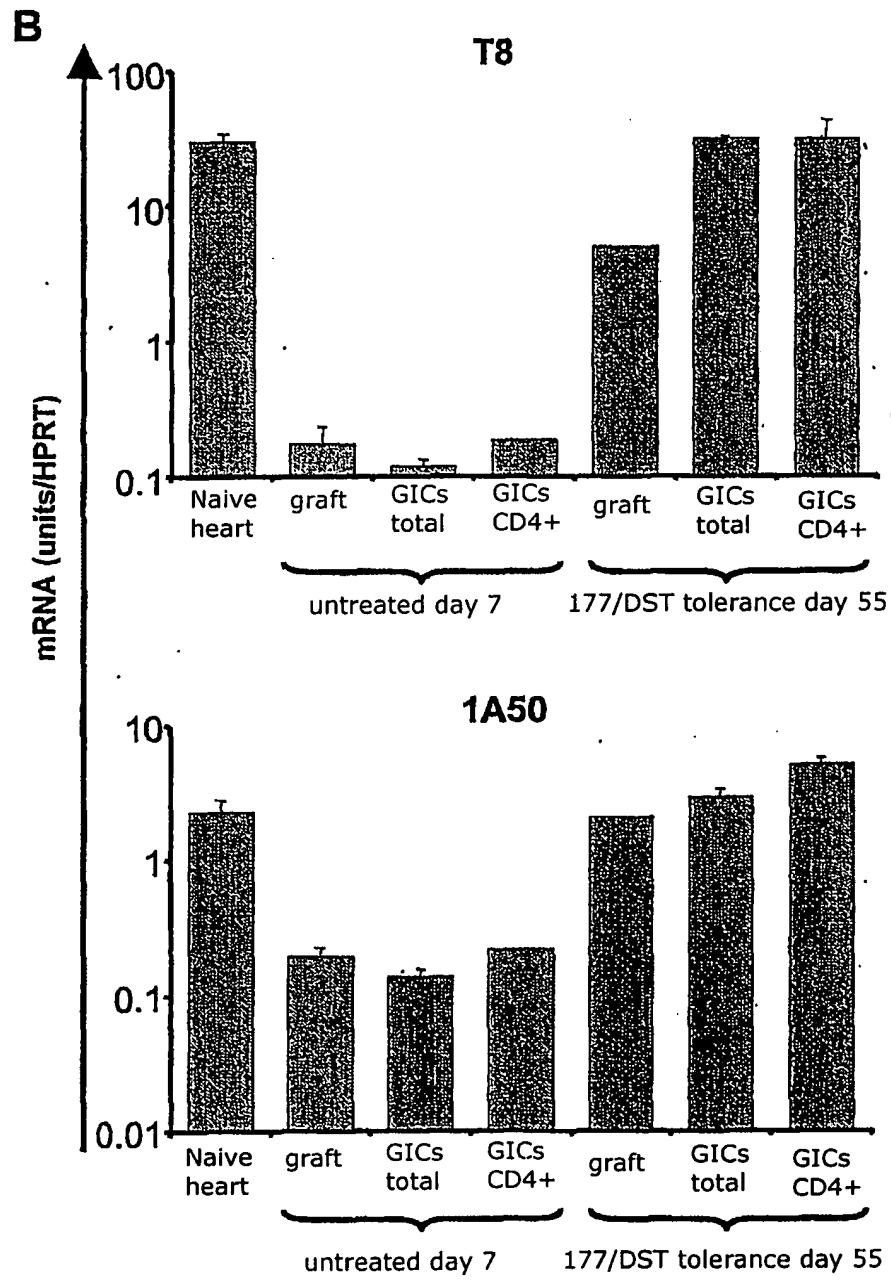 B
T8
mRNA (units/HPRT)
100
10
1
0.1
Naive heart
graft
GICs total
GICs CD4+
graft
GICs total
GICs CD4+
untreated day 7
177/DST tolerance day 55
1A50
10
1
0.1
0.01
Naive heart
graft
GICs total
GICs CD4+
graft
GICs total
GICs CD4+
untreated day 7
177/DST tolerance day 55